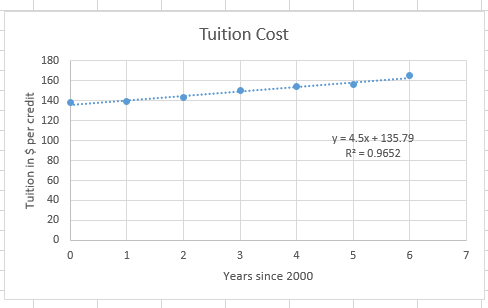 Tuition Cost
180
160
140
120
100
80
60
40
20
0
Tuition in $ per credit
y = 4.5x + 135.79
R² = 0.9652
0 1 2 3 4 5 6 7
Years since 2000